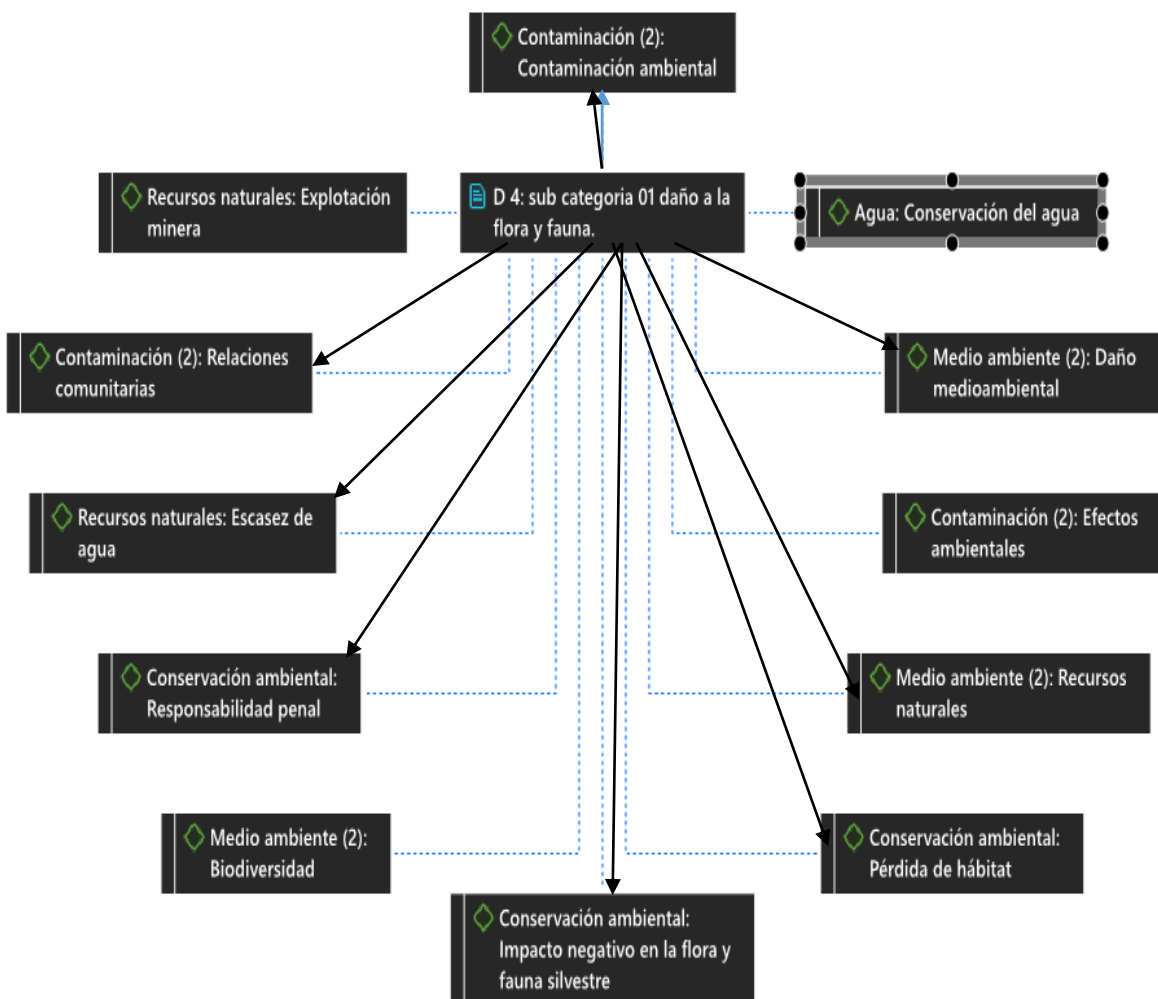 Contaminación (2):
Contaminación ambiental
Recursos naturales: Explotación
minera
D 4: sub categoria 01 daño a la
flora y fauna.
Agua: Conservación del agua
Contaminación (2): Relaciones
comunitarias
Medio ambiente (2): Daño
medioambiental
Recursos naturales: Escasez de
agua
Contaminación (2): Efectos
ambientales
Conservación ambiental:
Responsabilidad penal
Medio ambiente (2): Recursos
naturales
Medio ambiente (2):
Biodiversidad
Conservación ambiental:
Pérdida de hábitat
Conservación ambiental:
Impacto negativo en la flora y
fauna silvestre